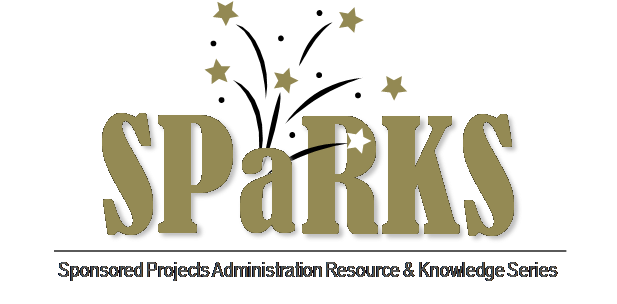 SPaRKS
Sponsored Projects Administration Resource & Knowledge Series